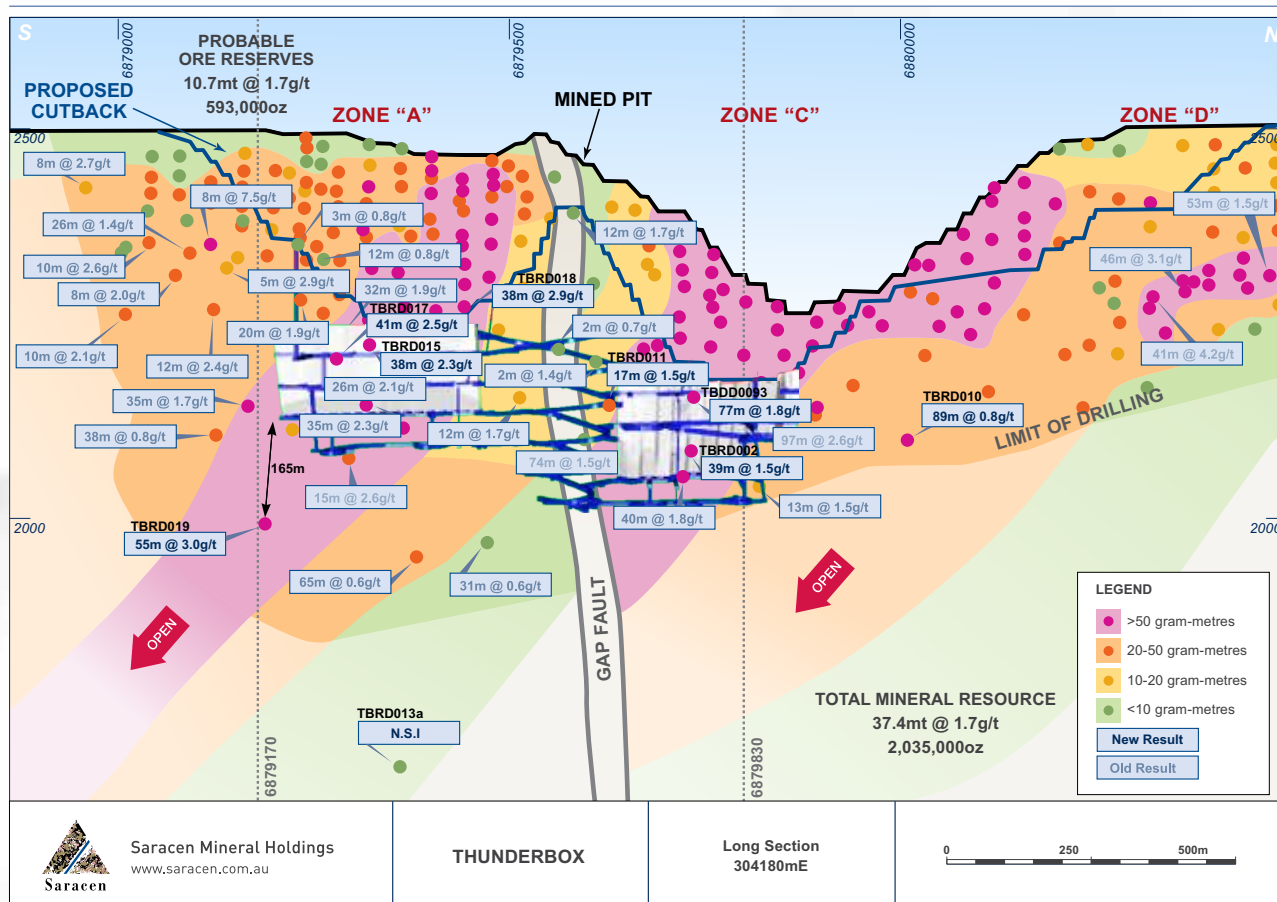 S
N
6879000
6879500
6880000
PROBABLE
ORE RESERVES
10.7mt @ 1.7g/t
593,000oz
PROPOSED
CUTBACK
ZONE “A”
MINED PIT
ZONE “C”
ZONE “D”
2500
2500
8m @ 2.7g/t
8m @ 7.5g/t
53m @ 1.5g/t
26m @ 1.4g/t
3m @ 0.8g/t
12m @ 1.7g/t
12m @ 0.8g/t
46m @ 3.1g/t
10m @ 2.6g/t
5m @ 2.9g/t
TBRD018
38m @ 2.9g/t
8m @ 2.0g/t
32m @ 1.9g/t
TBRD017
41m @ 2.5g/t
20m @ 1.9g/t
2m @ 0.7g/t
10m @ 2.1g/t
TBRD015
38m @ 2.3g/t
TBRD011
17m @ 1.5g/t
41m @ 4.2g/t
12m @ 2.4g/t
2m @ 1.4g/t
26m @ 2.1g/t
TBDD0093
77m @ 1.8g/t
TBRD010
89m @ 0.8g/t
35m @ 1.7g/t
LIMIT OF DRILLING
35m @ 2.3g/t
12m @ 1.7g/t
38m @ 0.8g/t
97m @ 2.6g/t
TBRD002
39m @ 1.5g/t
74m @ 1.5g/t
165m
15m @ 2.6g/t
13m @ 1.5g/t
40m @ 1.8g/t
2000
2000
TBRD019
55m @ 3.0g/t
65m @ 0.6g/t
31m @ 0.6g/t
OPEN
OPEN
GAP FAULT
LEGEND
>50 gram-metres
20-50 gram-metres
10-20 gram-metres
<10 gram-metres
New Result
Old Result
TOTAL MINERAL RESOURCE
37.4mt @ 1.7g/t
2,035,000oz
TBRD013a
N.S.I
6879170
6879830
Saracen
Saracen Mineral Holdings
www.saracen.com.au
THUNDERBOX
Long Section
304180mE
0
250
500m